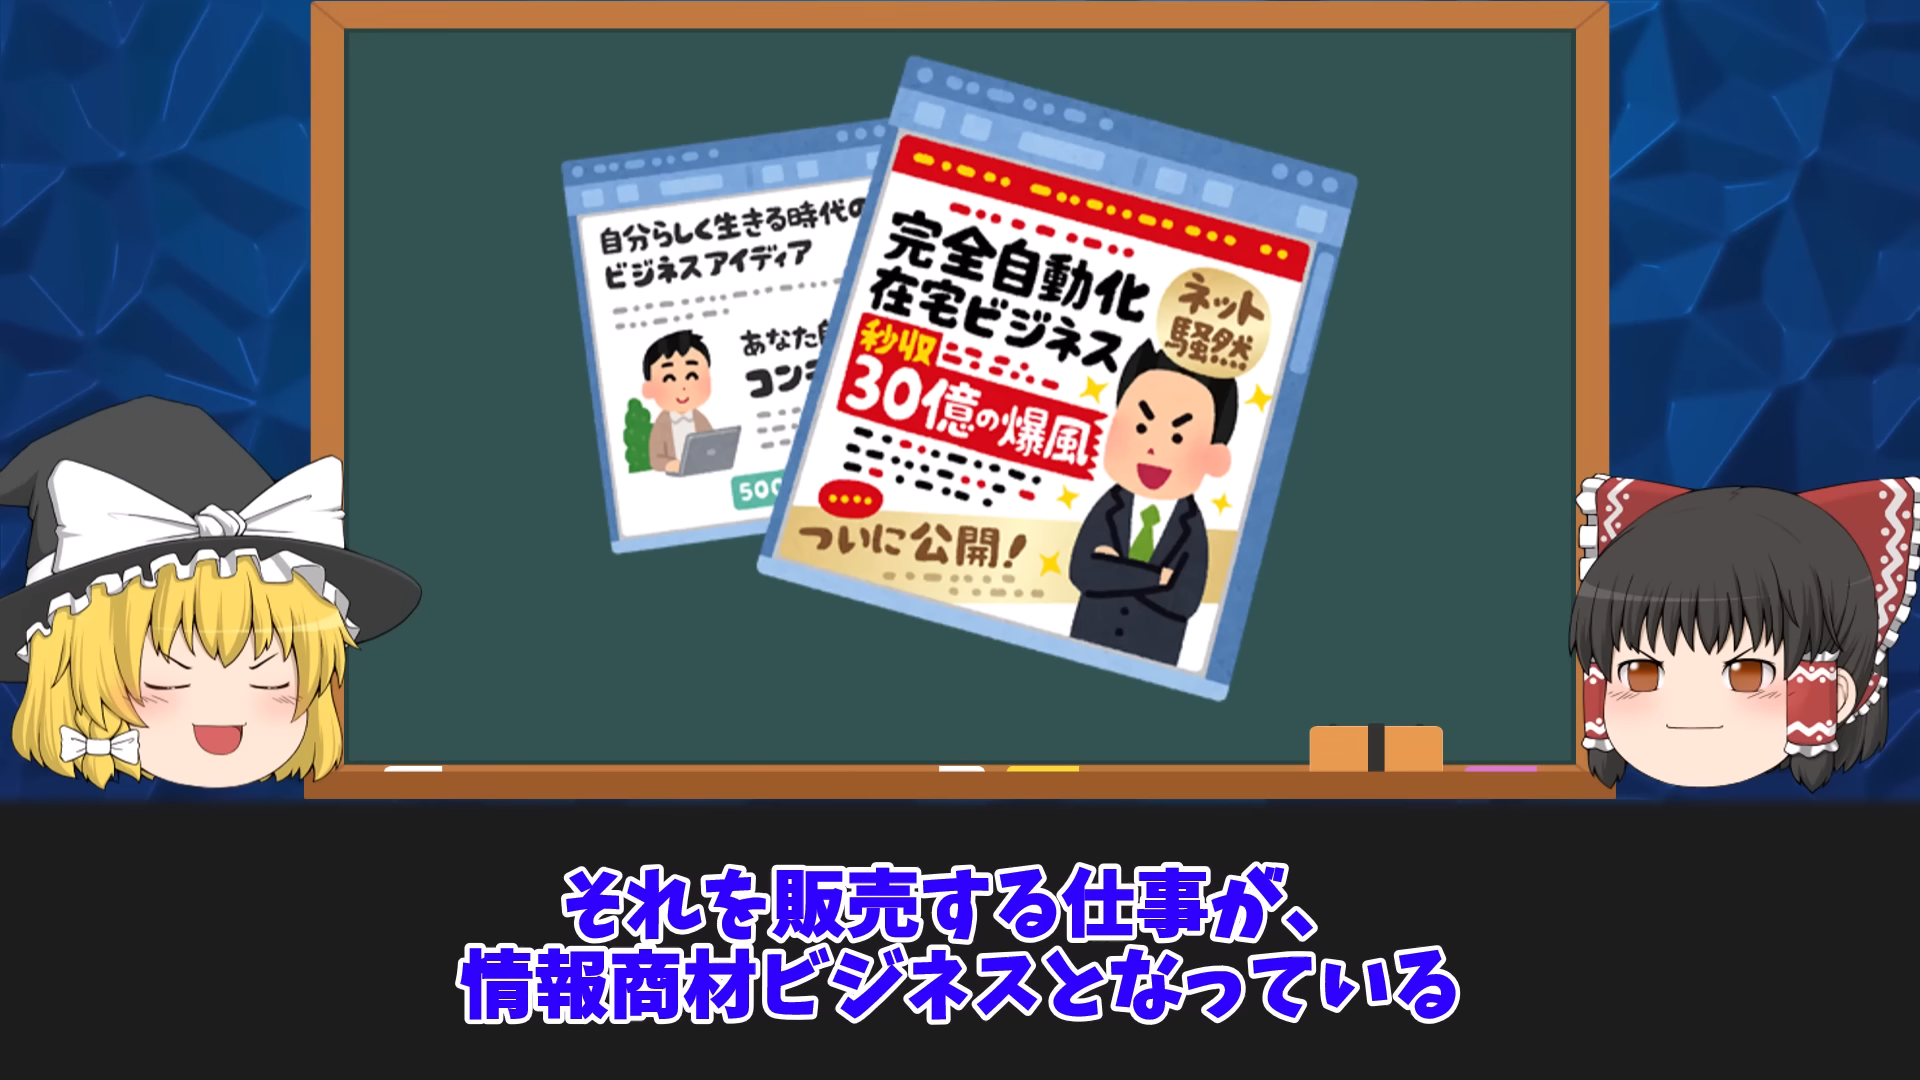 自分らしく生きる時代の
ビジネスアイディア
あなた
コン
500
完全自動化
在宅ビジネス
ネット
騒然
秒収
30億の爆風
ついに公開!
それを販売する仕事が、
情報商材ビジネスとなっている